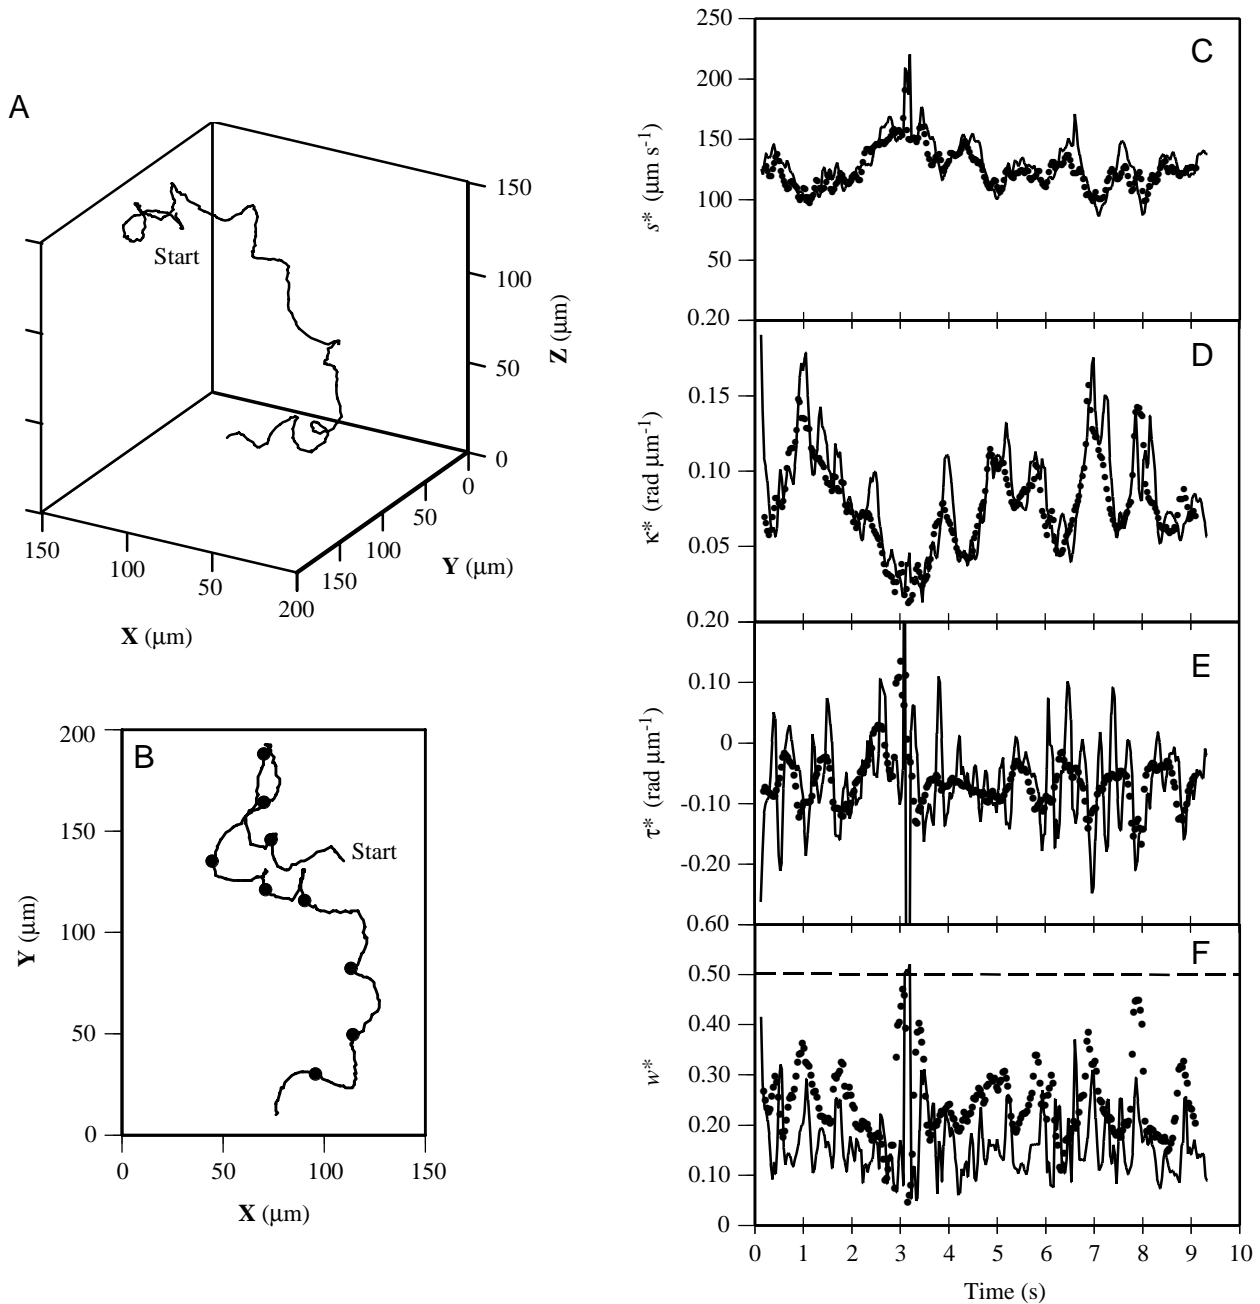 A
150
100
50
0
Z (μm)
Start
0
50
100
150
200
Y (μm)
150
100
50
X (μm)
B
200
150
100
50
0
Y (μm)
Start
0
50
100
150
X (μm)
C
250
200
150
100
50
s* (μm s-1)
D
0.20
0.15
0.10
0.05
κ* (rad μm-1)
E
0.20
0.10
0
-0.10
-0.20
τ* (rad μm-1)
F
0.60
0.50
0.40
0.30
0.20
0.10
0
w*
0 1 2 3 4 5 6 7 8 9 10
Time (s)